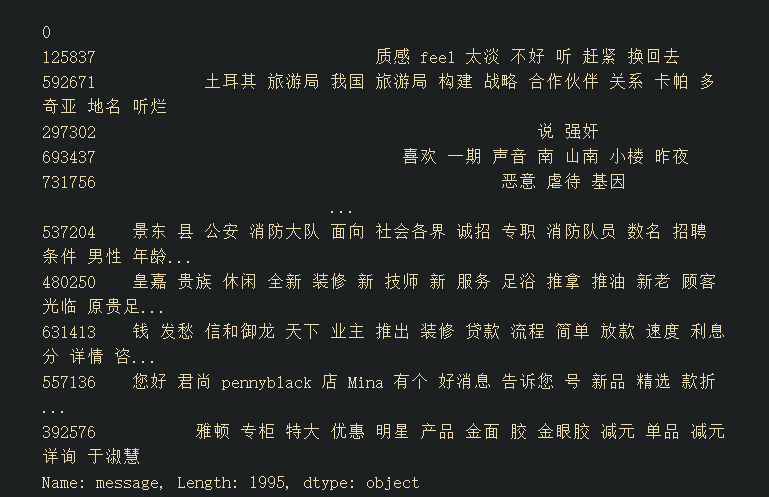 0
125837 质感 feel 太淡 不好 听 赶紧 换回去
592671 土耳其 旅游局 我国 旅游局 构建 战略 合作伙伴 关系 卡帕 多
奇亚 地名 听烂
297302 说 强奸
693437 喜欢 一期 声音 南 山南 小楼 昨夜
731756 恶意 虐待 基因
...
537204 景东 县 公安 消防大队 面向 社会各界 诚招 专职 消防队员 数名 招聘
条件 男性 年龄...
480250 皇嘉 贵族 休闲 全新 装修 新 技师 新 服务 足浴 推拿 推油 新老 顾客
光临 原贵足...
631413 钱 发愁 信和御龙 天下 业主 推出 装修 贷款 流程 简单 放款 速度 利息
分 详情 咨...
557136 您好 君尚 pennyblack 店 Mina 有个 好消息 告诉您 号 新品 精选 款折
...
392576 雅顿 专柜 特大 优惠 明星 产品 金面 胶 金眼胶 减元 单品 减元
详询 于淑慧
Name: message, Length: 1995, dtype: object